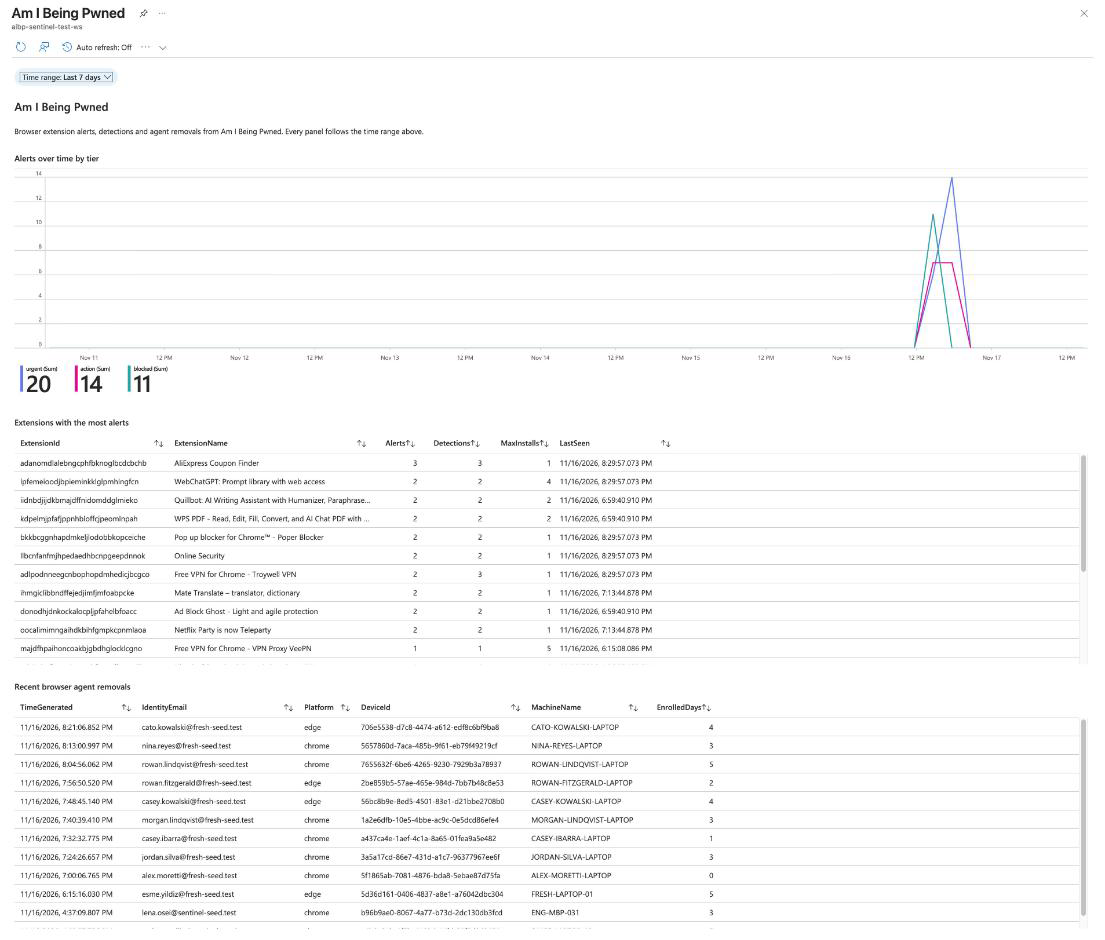 Am I Being Pwned
aibp-sentinel-test-ws
Auto refresh: Off
Time range: Last 7 days
Am I Being Pwned
Browser extension alerts, detections and agent removals from Am I Being Pwned. Every panel follows the time range above.
Alerts over time by tier
14
12
10
8
6
4
2
0
Nov 11 12 PM Nov 12 12 PM Nov 13 12 PM Nov 14 12 PM Nov 15 12 PM Nov 16 12 PM Nov 17 12 PM
urgent (Sum) action (Sum) blocked (Sum)
20 14 11
Extensions with the most alerts
ExtensionId ExtensionName Alerts Detections MaxInstalls LastSeen
adanomdlalebngcphfbknoglbcdcbchb AliExpress Coupon Finder 3 3 1 11/16/2026, 8:29:57.073 PM
lpfemeioodjbpieminkklglpmhlngfcn WebChatGPT: Prompt library with web access 2 2 4 11/16/2026, 8:29:57.073 PM
iidnbdjijdkbmajdffnidomddglmieko Quillbot: AI Writing Assistant with Humanizer, Paraphrase... 2 2 2 11/16/2026, 6:59:40.910 PM
kdpelmjpfafjppnhbloffcjpeomlnpah WPS PDF - Read, Edit, Fill, Convert, and AI Chat PDF with ... 2 2 2 11/16/2026, 6:59:40.910 PM
bkkbcggnhapdmkeljlodobbkopceiche Pop up blocker for Chrome™ - Poper Blocker 2 2 1 11/16/2026, 8:29:57.073 PM
llbcnfanfmjhpedaedhbcnpgeepdnnok Online Security 2 2 1 11/16/2026, 8:29:57.073 PM
adlpodnneegcnbophopdmhedicjbcgco Free VPN for Chrome - Troywell VPN 2 3 1 11/16/2026, 8:29:57.073 PM
ihmgiclibbndffejedjimfjmfoabpcke Mate Translate – translator, dictionary 2 2 1 11/16/2026, 7:13:44.878 PM
donodhjdnkockalocpljpfahelbfoacc Ad Block Ghost - Light and agile protection 2 2 1 11/16/2026, 6:59:40.910 PM
oocalimimngaihdkbihfgmpkcpnmlaoa Netflix Party is now Teleparty 2 2 1 11/16/2026, 7:13:44.878 PM
majdfhpaihoncoakbjgbdhglocklcgno Free VPN for Chrome - VPN Proxy VeePN 1 1 5 11/16/2026, 6:15:08.086 PM
Recent browser agent removals
TimeGenerated IdentityEmail Platform DeviceId MachineName EnrolledDays
11/16/2026, 8:21:06.852 PM cato.kowalski@fresh-seed.test edge 706e5538-d7c8-4474-a612-edf8c6bf9ba8 CATO-KOWALSKI-LAPTOP 4
11/16/2026, 8:13:00.997 PM nina.reyes@fresh-seed.test chrome 5657860d-7aca-485b-9f61-eb79f49219cf NINA-REYES-LAPTOP 3
11/16/2026, 8:04:56.062 PM rowan.lindqvist@fresh-seed.test chrome 7655632f-6be6-4265-9230-7929b3a78937 ROWAN-LINDQVIST-LAPTOP 5
11/16/2026, 7:56:50.520 PM rowan.fitzgerald@fresh-seed.test edge 2be859b5-57ae-465e-984d-7bb7b48c8e53 ROWAN-FITZGERALD-LAPTOP 2
11/16/2026, 7:48:45.140 PM casey.kowalski@fresh-seed.test edge 56bc8b9e-8ed5-4501-83e1-d21bbe2708b0 CASEY-KOWALSKI-LAPTOP 4
11/16/2026, 7:40:39.410 PM morgan.lindqvist@fresh-seed.test chrome 1a2e6dfb-10e5-4bbe-ac9c-0e5dcd86efe4 MORGAN-LINDQVIST-LAPTOP 3
11/16/2026, 7:32:32.775 PM casey.ibarra@fresh-seed.test chrome a437ca4e-1aef-4c1a-8a65-01fea9a5e482 CASEY-IBARRA-LAPTOP 1
11/16/2026, 7:24:26.657 PM jordan.silva@fresh-seed.test chrome 3a5a17cd-86e7-431d-a1c7-96377967ee6f JORDAN-SILVA-LAPTOP 3
11/16/2026, 7:00:06.765 PM alex.moretti@fresh-seed.test chrome 5f1865ab-7081-4876-bda8-5ebae87d75fa ALEX-MORETTI-LAPTOP 0
11/16/2026, 6:15:16.030 PM esme.yildiz@fresh-seed.test edge 5d36d161-0406-4837-a8e1-a76042dbc304 FRESH-LAPTOP-01 5
11/16/2026, 4:37:09.807 PM lena.osei@sentinel-seed.test chrome b96b9ae0-8067-4a77-b73d-2dc130db3fcd ENG-MBP-031 3